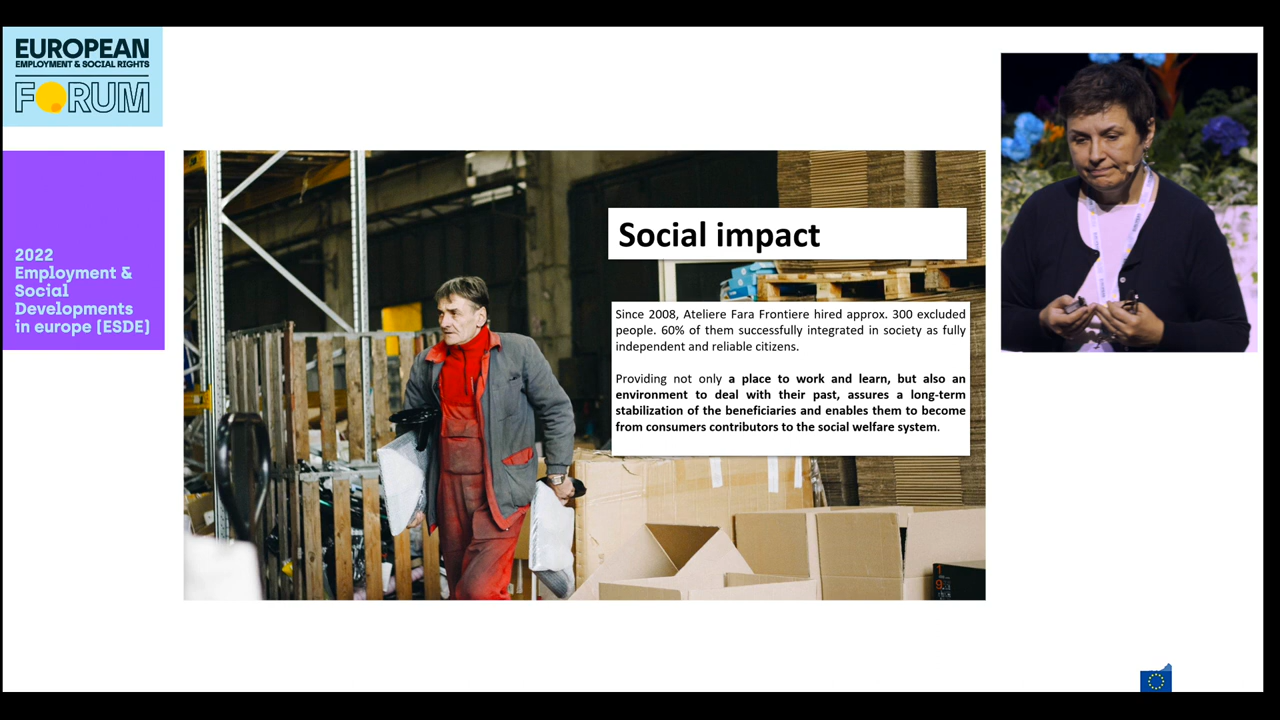 EUROPEAN
EMPLOYMENT & SOCIAL RIGHTS
FORUM
2022
Employment &
Social
Developments
in europe (ESDE)
Social impact
Since 2008, Ateliere Fara Frontiere hired approx. 300 excluded
people. 60% of them successfully integrated in society as fully
independent and reliable citizens.
Providing not only a place to work and learn, but also an
environment to deal with their past, assures a long-term
stabilization of the beneficiaries and enables them to become
from consumers contributors to the social welfare system.